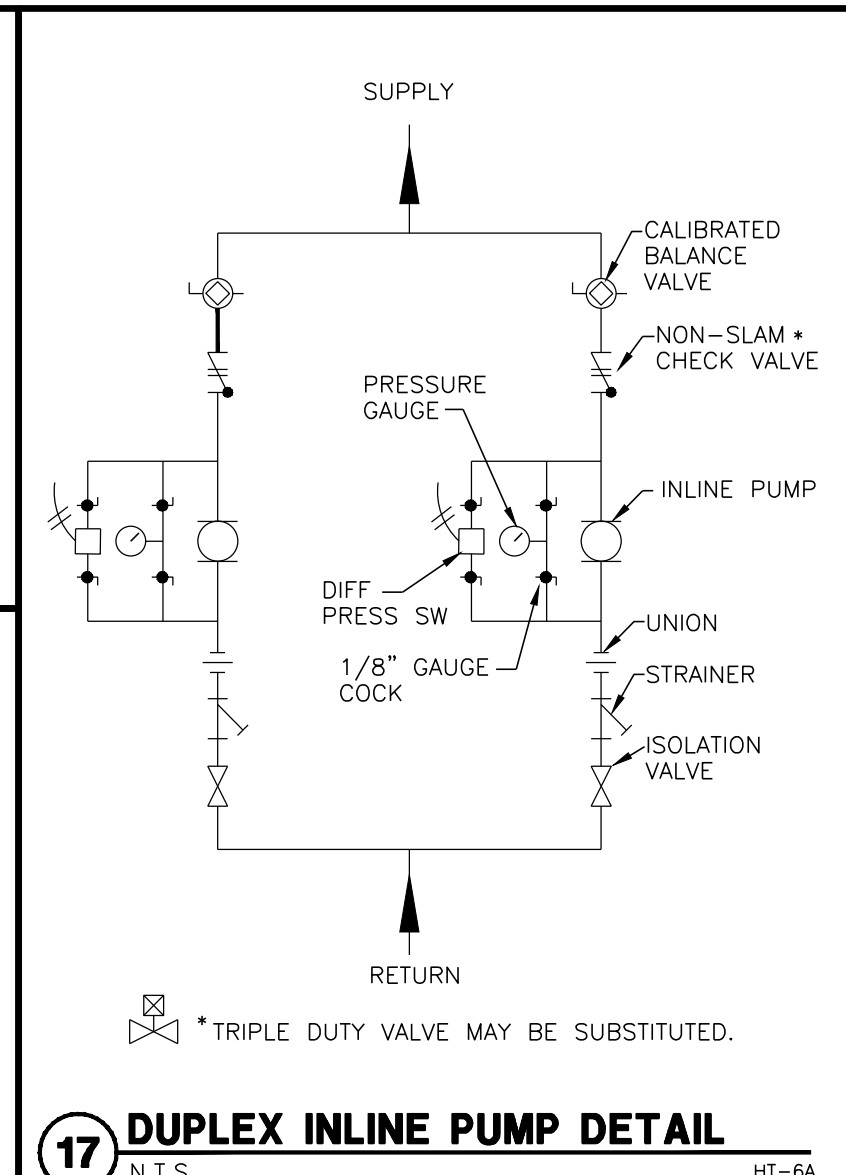 SUPPLY
CALIBRATED
BALANCE
VALVE
NON-SLAM *
CHECK VALVE
PRESSURE
GAUGE
INLINE PUMP
DIFF
PRESS SW
UNION
1/8" GAUGE
COCK
STRAINER
ISOLATION
VALVE
RETURN
* TRIPLE DUTY VALVE MAY BE SUBSTITUTED.
17 DUPLEX INLINE PUMP DETAIL
N.T.S.
HT-6A